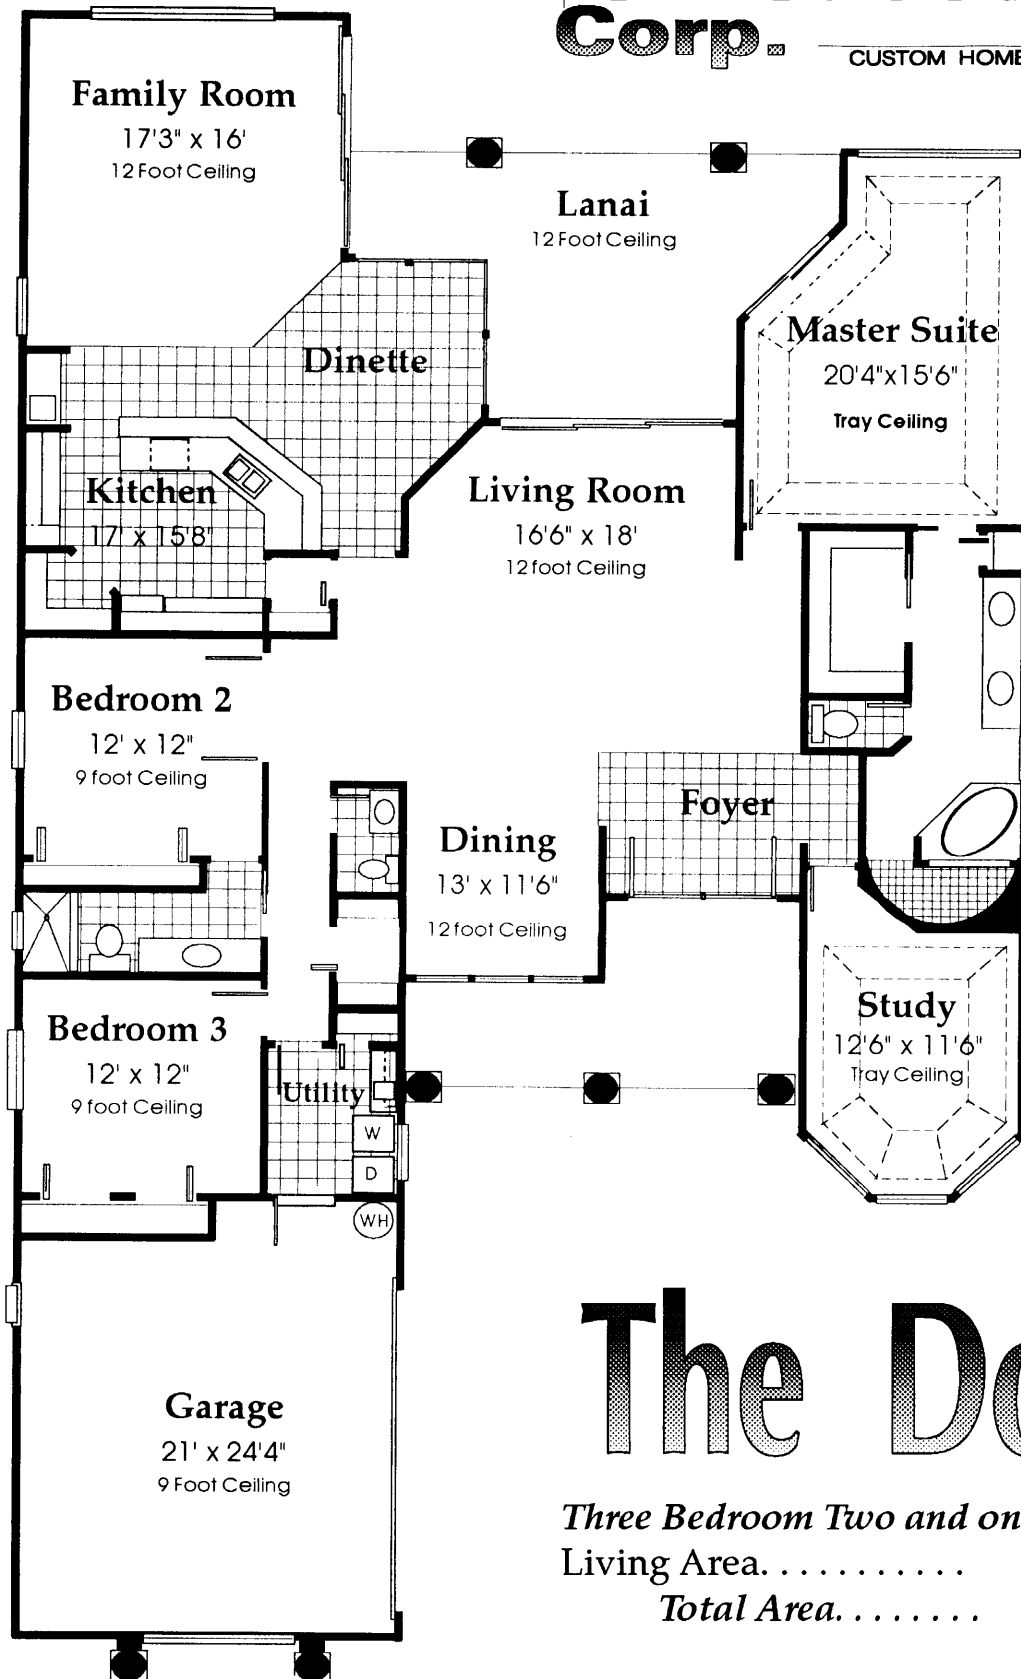 Corp.
CUSTOM HOME
Family Room
17'3" x 16'
12 Foot Ceiling
Lanai
12 Foot Ceiling
Master Suite
20'4"x15'6"
Tray Ceiling
Dinette
Kitchen
17' x 15'8"
Living Room
16'6" x 18'
12 foot Ceiling
Bedroom 2
12' x 12"
9 foot Ceiling
Foyer
Dining
13' x 11'6"
12 foot Ceiling
Study
12'6" x 11'6"
Tray Ceiling
Bedroom 3
12' x 12"
9 foot Ceiling
Utility
W
D
WH
Garage
21' x 24'4"
9 Foot Ceiling
The Do
Three Bedroom Two and on
Living Area. . . . . . . . . . .
Total Area. . . . . . . .